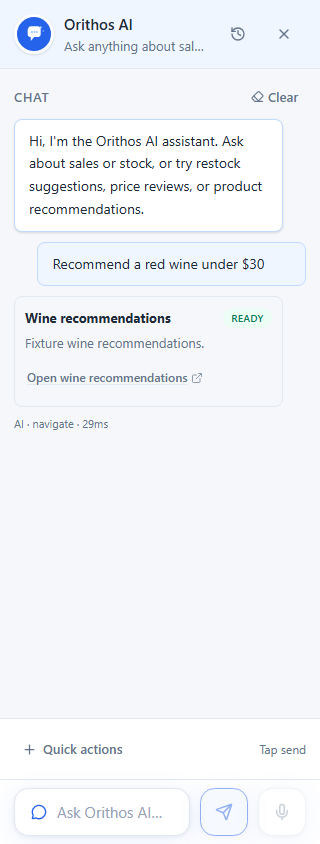 Orithos AI
Ask anything about sal...
CHAT
Clear
Hi, I'm the Orithos AI assistant. Ask
about sales or stock, or try restock
suggestions, price reviews, or product
recommendations.
Recommend a red wine under $30
Wine recommendations
READY
Fixture wine recommendations.
Open wine recommendations
AI · navigate · 29ms
Quick actions
Tap send
Ask Orithos AI...